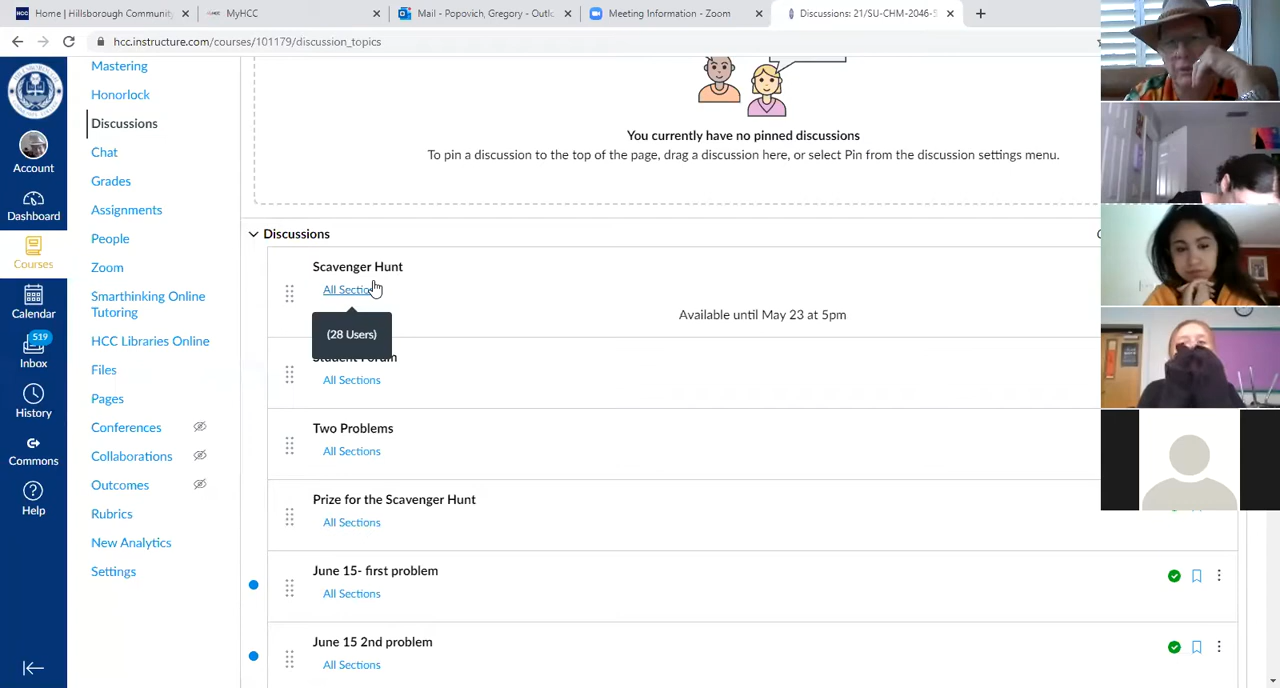 Home | Hillsborough Community
MyHCC
Mail - Popovich, Gregory - Outlo
Meeting Information - Zoom
Discussions: 21/SU-CHM-2046-5
hcc.instructure.com/courses/101179/discussion_topics
Account
Dashboard
Courses
Calendar
519
Inbox
History
Commons
Help
Mastering
Honorlock
Discussions
Chat
Grades
Assignments
People
Zoom
Smarthinking Online
Tutoring
HCC Libraries Online
Files
Pages
Conferences
Collaborations
Outcomes
Rubrics
New Analytics
Settings
You currently have no pinned discussions
To pin a discussion to the top of the page, drag a discussion here, or select Pin from the discussion settings menu.
Discussions
Scavenger Hunt
All Sections
Available until May 23 at 5pm
(28 Users)
Student Forum
All Sections
Two Problems
All Sections
Prize for the Scavenger Hunt
All Sections
June 15- first problem
All Sections
June 15 2nd problem
All Sections